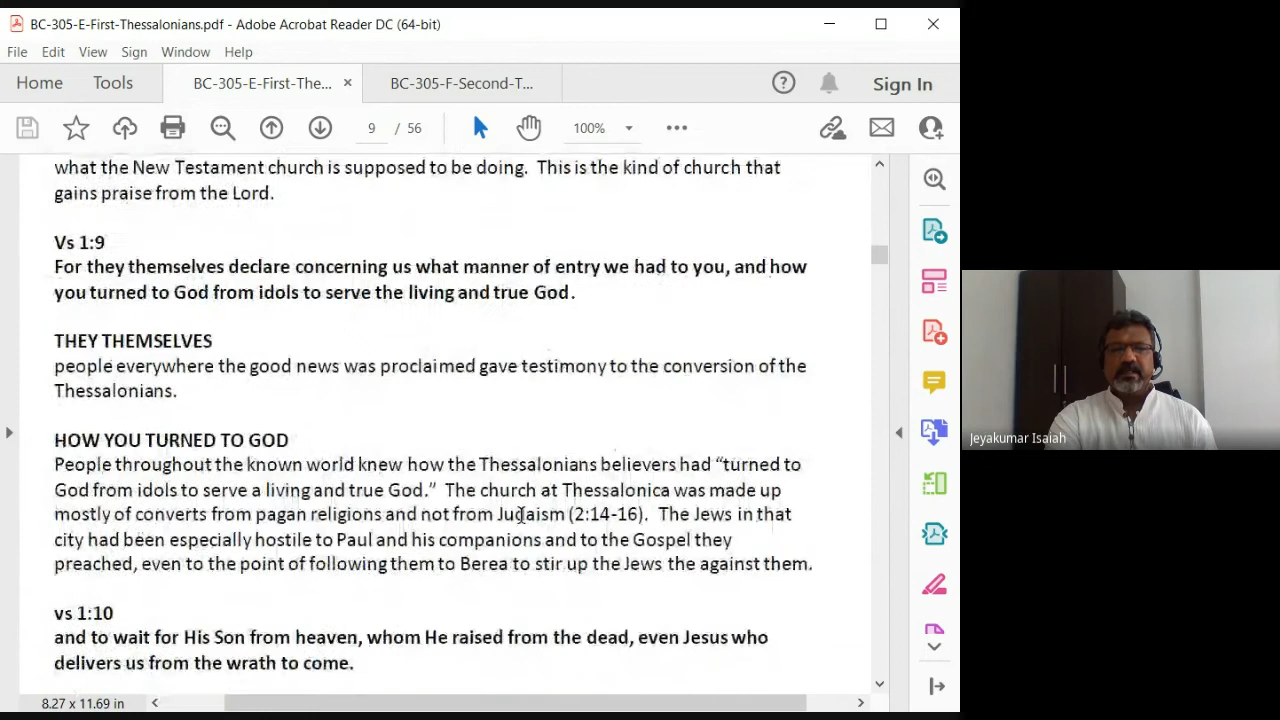 BC-305-E-First-Thessalonians.pdf - Adobe Acrobat Reader DC (64-bit)
File Edit View Sign Window Help
Home Tools BC-305-E-First-The... × BC-305-F-Second-T... Sign In
9 / 56 100%
what the New Testament church is supposed to be doing. This is the kind of church that
gains praise from the Lord.
Vs 1:9
For they themselves declare concerning us what manner of entry we had to you, and how
you turned to God from idols to serve the living and true God.
THEY THEMSELVES
people everywhere the good news was proclaimed gave testimony to the conversion of the
Thessalonians.
HOW YOU TURNED TO GOD
People throughout the known world knew how the Thessalonians believers had “turned to
God from idols to serve a living and true God.” The church at Thessalonica was made up
mostly of converts from pagan religions and not from Judaism (2:14-16). The Jews in that
city had been especially hostile to Paul and his companions and to the Gospel they
preached, even to the point of following them to Berea to stir up the Jews the against them.
vs 1:10
and to wait for His Son from heaven, whom He raised from the dead, even Jesus who
delivers us from the wrath to come.
8.27 x 11.69 in
Jeyakumar Isaiah